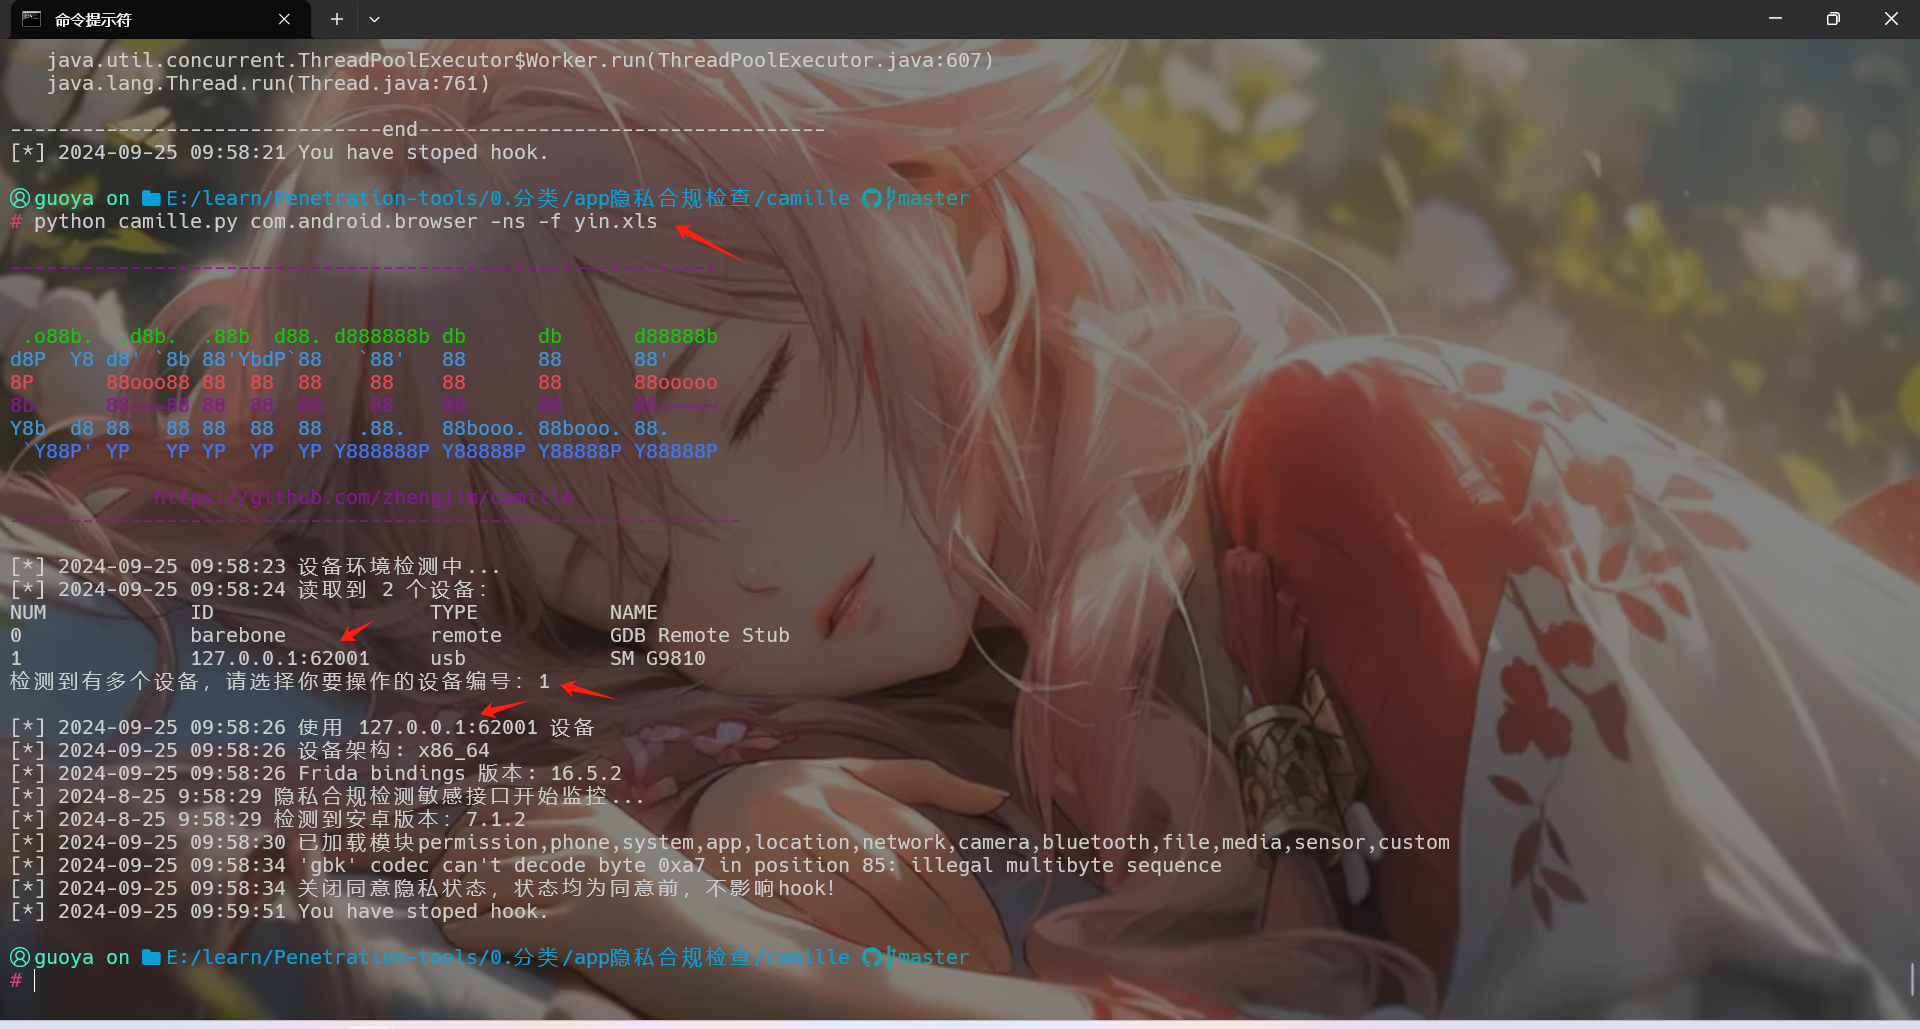 命令提示符
java.util.concurrent.ThreadPoolExecutor$Worker.run(ThreadPoolExecutor.java:607)
java.lang.Thread.run(Thread.java:761)
-------------------------------end----------------------------------
[*] 2024-09-25 09:58:21 You have stoped hook.
guoya on E:/learn/Penetration-tools/0.分类/app隐私合规检查/camille master
# python camille.py com.android.browser -ns -f yin.xls
-----------------------------------------------------------
 .o88b.  .d8b.  .88b  d88. d888888b db      db      d88888b
d8P  Y8 d8' `8b 88'YbdP`88   `88'   88      88      88'
8P      88ooo88 88  88  88    88    88      88      88ooooo
8b      88~~~88 88  88  88    88    88      88      88~~~~~
Y8b  d8 88   88 88  88  88   .88.   88booo. 88booo. 88.
 `Y88P' YP   YP YP  YP  YP Y888888P Y88888P Y88888P Y88888P
https://github.com/zhengjim/camille
-------------------------------------------------------------
[*] 2024-09-25 09:58:23 设备环境检测中...
[*] 2024-09-25 09:58:24 读取到 2 个设备:
NUM ID TYPE NAME
0 barebone remote GDB Remote Stub
1 127.0.0.1:62001 usb SM G9810
检测到有多个设备, 请选择你要操作的设备编号: 1
[*] 2024-09-25 09:58:26 使用 127.0.0.1:62001 设备
[*] 2024-09-25 09:58:26 设备架构: x86_64
[*] 2024-09-25 09:58:26 Frida bindings 版本: 16.5.2
[*] 2024-8-25 9:58:29 隐私合规检测敏感接口开始监控...
[*] 2024-8-25 9:58:29 检测到安卓版本: 7.1.2
[*] 2024-09-25 09:58:30 已加载模块permission,phone,system,app,location,network,camera,bluetooth,file,media,sensor,custom
[*] 2024-09-25 09:58:34 'gbk' codec can't decode byte 0xa7 in position 85: illegal multibyte sequence
[*] 2024-09-25 09:58:34 关闭同意隐私状态, 状态均为同意前, 不影响hook!
[*] 2024-09-25 09:59:51 You have stoped hook.
guoya on E:/learn/Penetration-tools/0.分类/app隐私合规检查/camille master
#